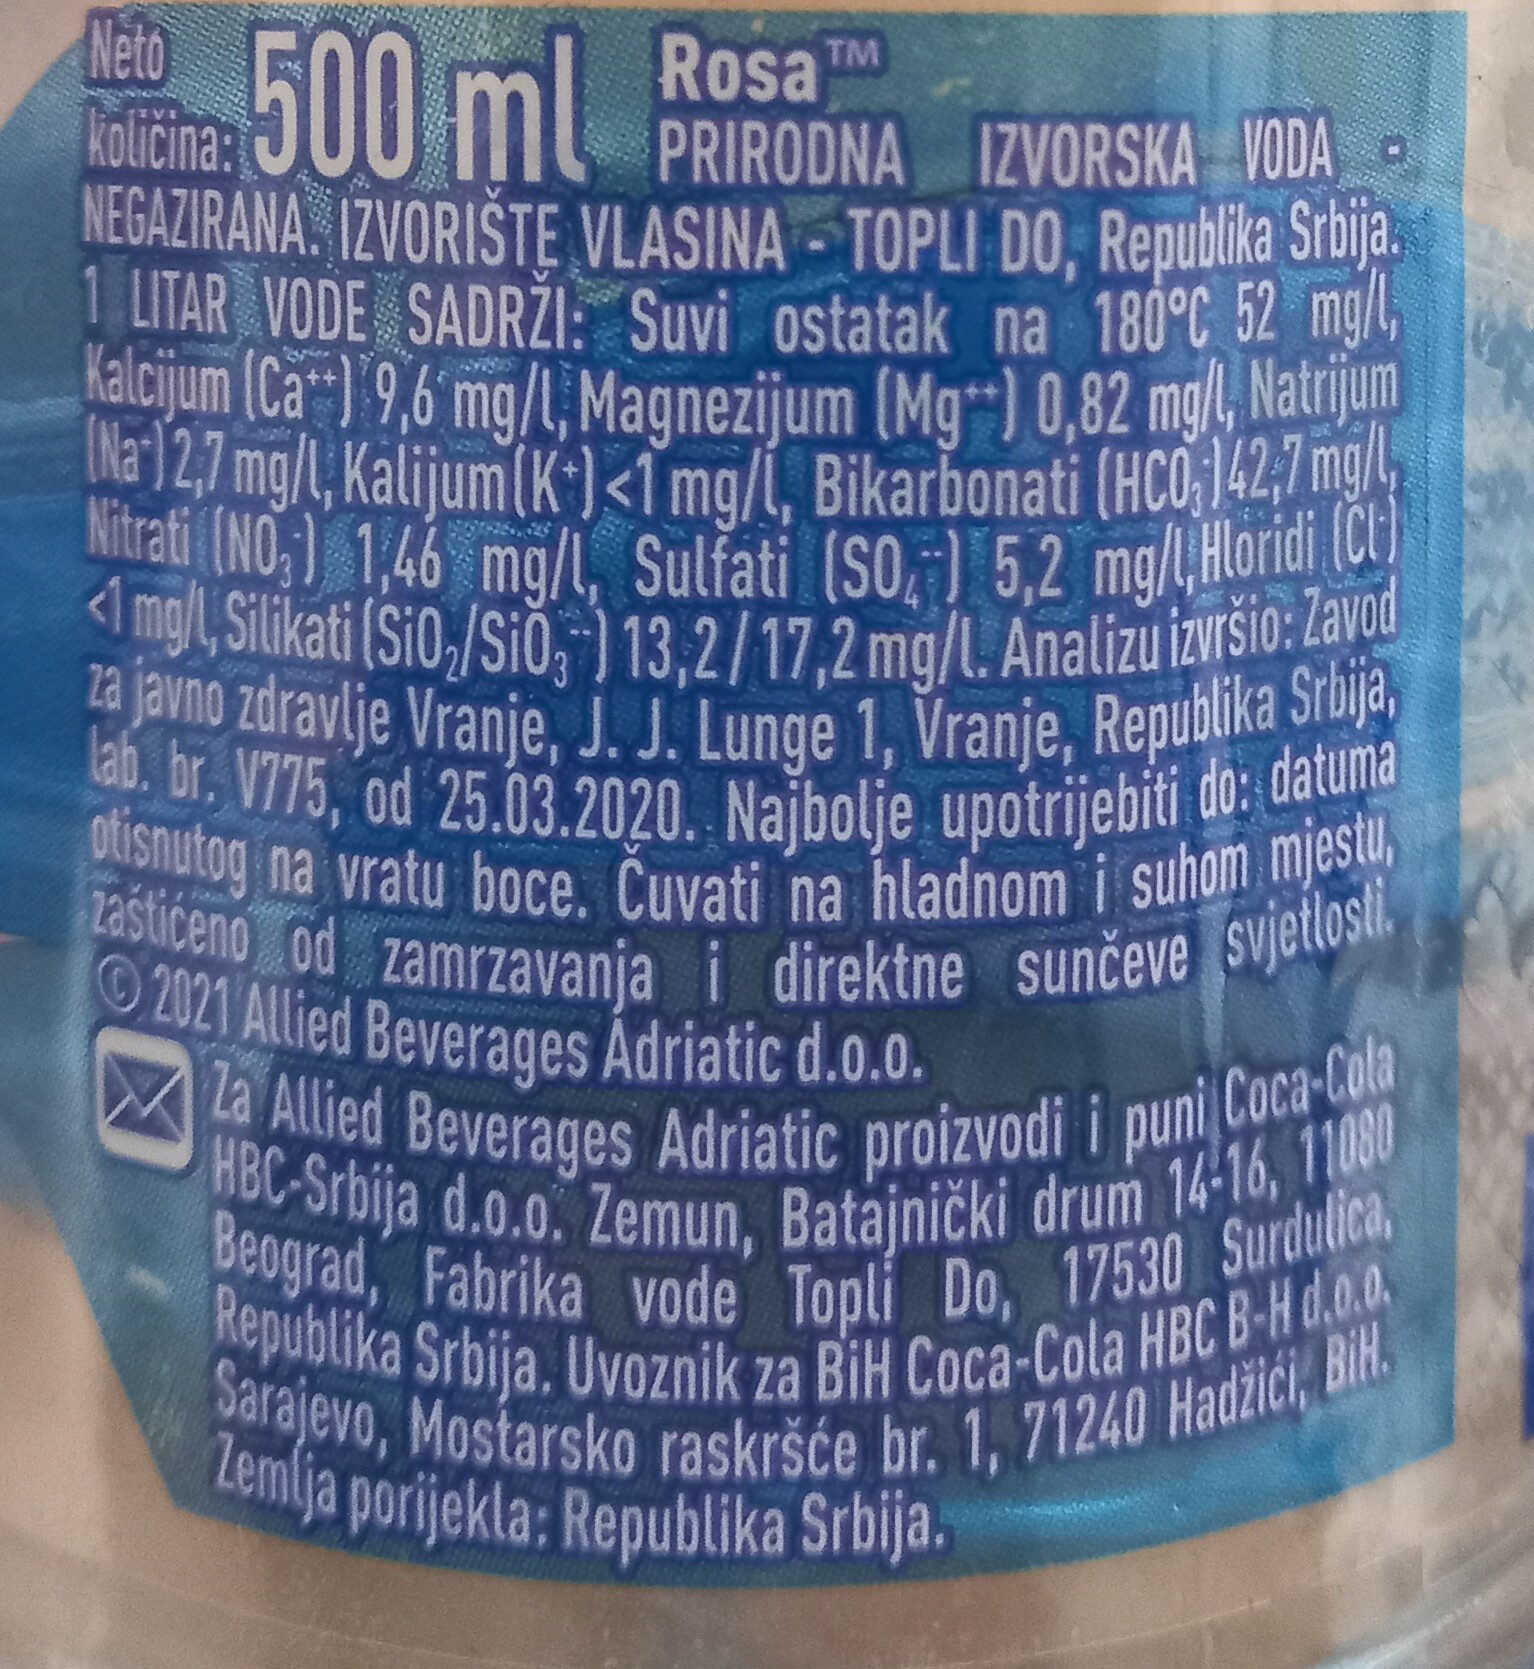 Neto količina: 500 ml
Rosa™
PRIRODNA IZVORSKA VODA -
NEGAZIRANA. IZVORIŠTE VLASINA - TOPLI DO, Republika Srbija.
1 LITAR VODE SADRŽI: Suvi ostatak na 180°C 52 mg/l,
Kalcijum (Ca⁺⁺) 9,6 mg/l, Magnezijum (Mg⁺⁺) 0,82 mg/l, Natrijum
(Na⁺) 2,7 mg/l, Kalijum (K⁺) <1 mg/l, Bikarbonati (HCO₃⁻) 42,7 mg/l,
Nitrati (NO₃⁻) 1,46 mg/l, Sulfati (SO₄⁻⁻) 5,2 mg/l, Hloridi (Cl⁻)
<1 mg/l, Silikati (SiO₂/SiO₃⁻⁻) 13,2/17,2 mg/l. Analizu izvršio: Zavod
za javno zdravlje Vranje, J. J. Lunge 1, Vranje, Republika Srbija,
lab. br. V775, od 25.03.2020. Najbolje upotrijebiti do: datuma
otisnutog na vratu boce. Čuvati na hladnom i suhom mjestu,
zaštićeno od zamrzavanja i direktne sunčeve svjetlosti.
© 2021 Allied Beverages Adriatic d.o.o.
Za Allied Beverages Adriatic proizvodi i puni Coca-Cola
HBC-Srbija d.o.o. Zemun, Batajnički drum 14-16, 11080
Beograd, Fabrika vode Topli Do, 17530 Surdulica,
Republika Srbija. Uvoznik za BiH Coca-Cola HBC B-H d.o.o.
Sarajevo, Mostarsko raskršće br. 1, 71240 Hadžići, BiH.
Zemlja porijekla: Republika Srbija.